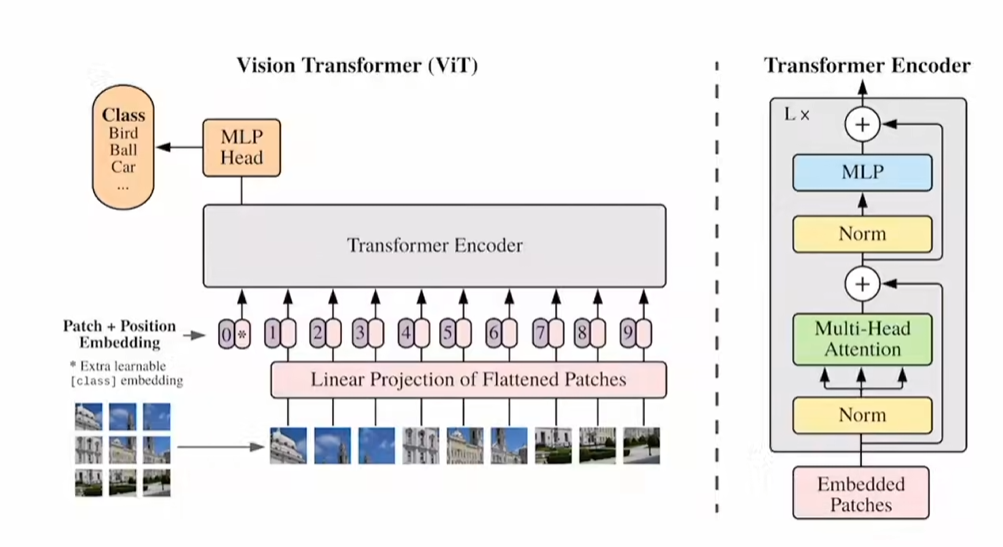 Vision Transformer (ViT)
Class
Bird
Ball
Car
...
MLP
Head
Transformer Encoder
Patch + Position
Embedding
0 * 1 2 3 4 5 6 7 8 9
* Extra learnable
[class] embedding
Linear Projection of Flattened Patches
Transformer Encoder
L ×
+
MLP
Norm
+
Multi-Head
Attention
Norm
Embedded
Patches